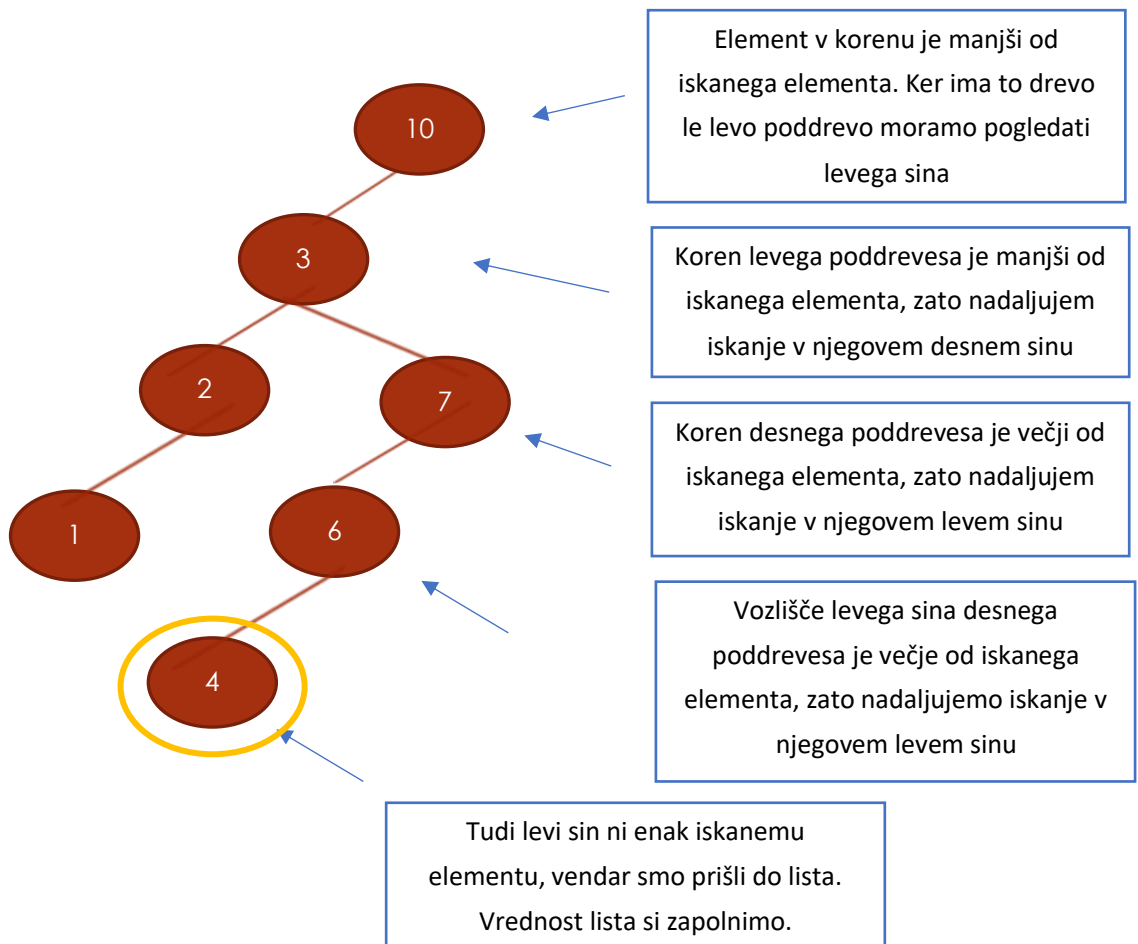 Element v korenu je manjši od
iskanega elementa. Ker ima to drevo
le levo poddrevo moramo pogledati
levega sina
10
3
Koren levega poddrevesa je manjši od
iskanega elementa, zato nadaljujem
iskanje v njegovem desnem sinu
2
7
Koren desnega poddrevesa je večji od
iskanega elementa, zato nadaljujem
iskanje v njegovem levem sinu
1
6
Vozlišče levega sina desnega
poddrevesa je večje od iskanega
elementa, zato nadaljujemo iskanje v
njegovem levem sinu
4
Tudi levi sin ni enak iskanemu
elementu, vendar smo prišli do lista.
Vrednost lista si zapolnimo.